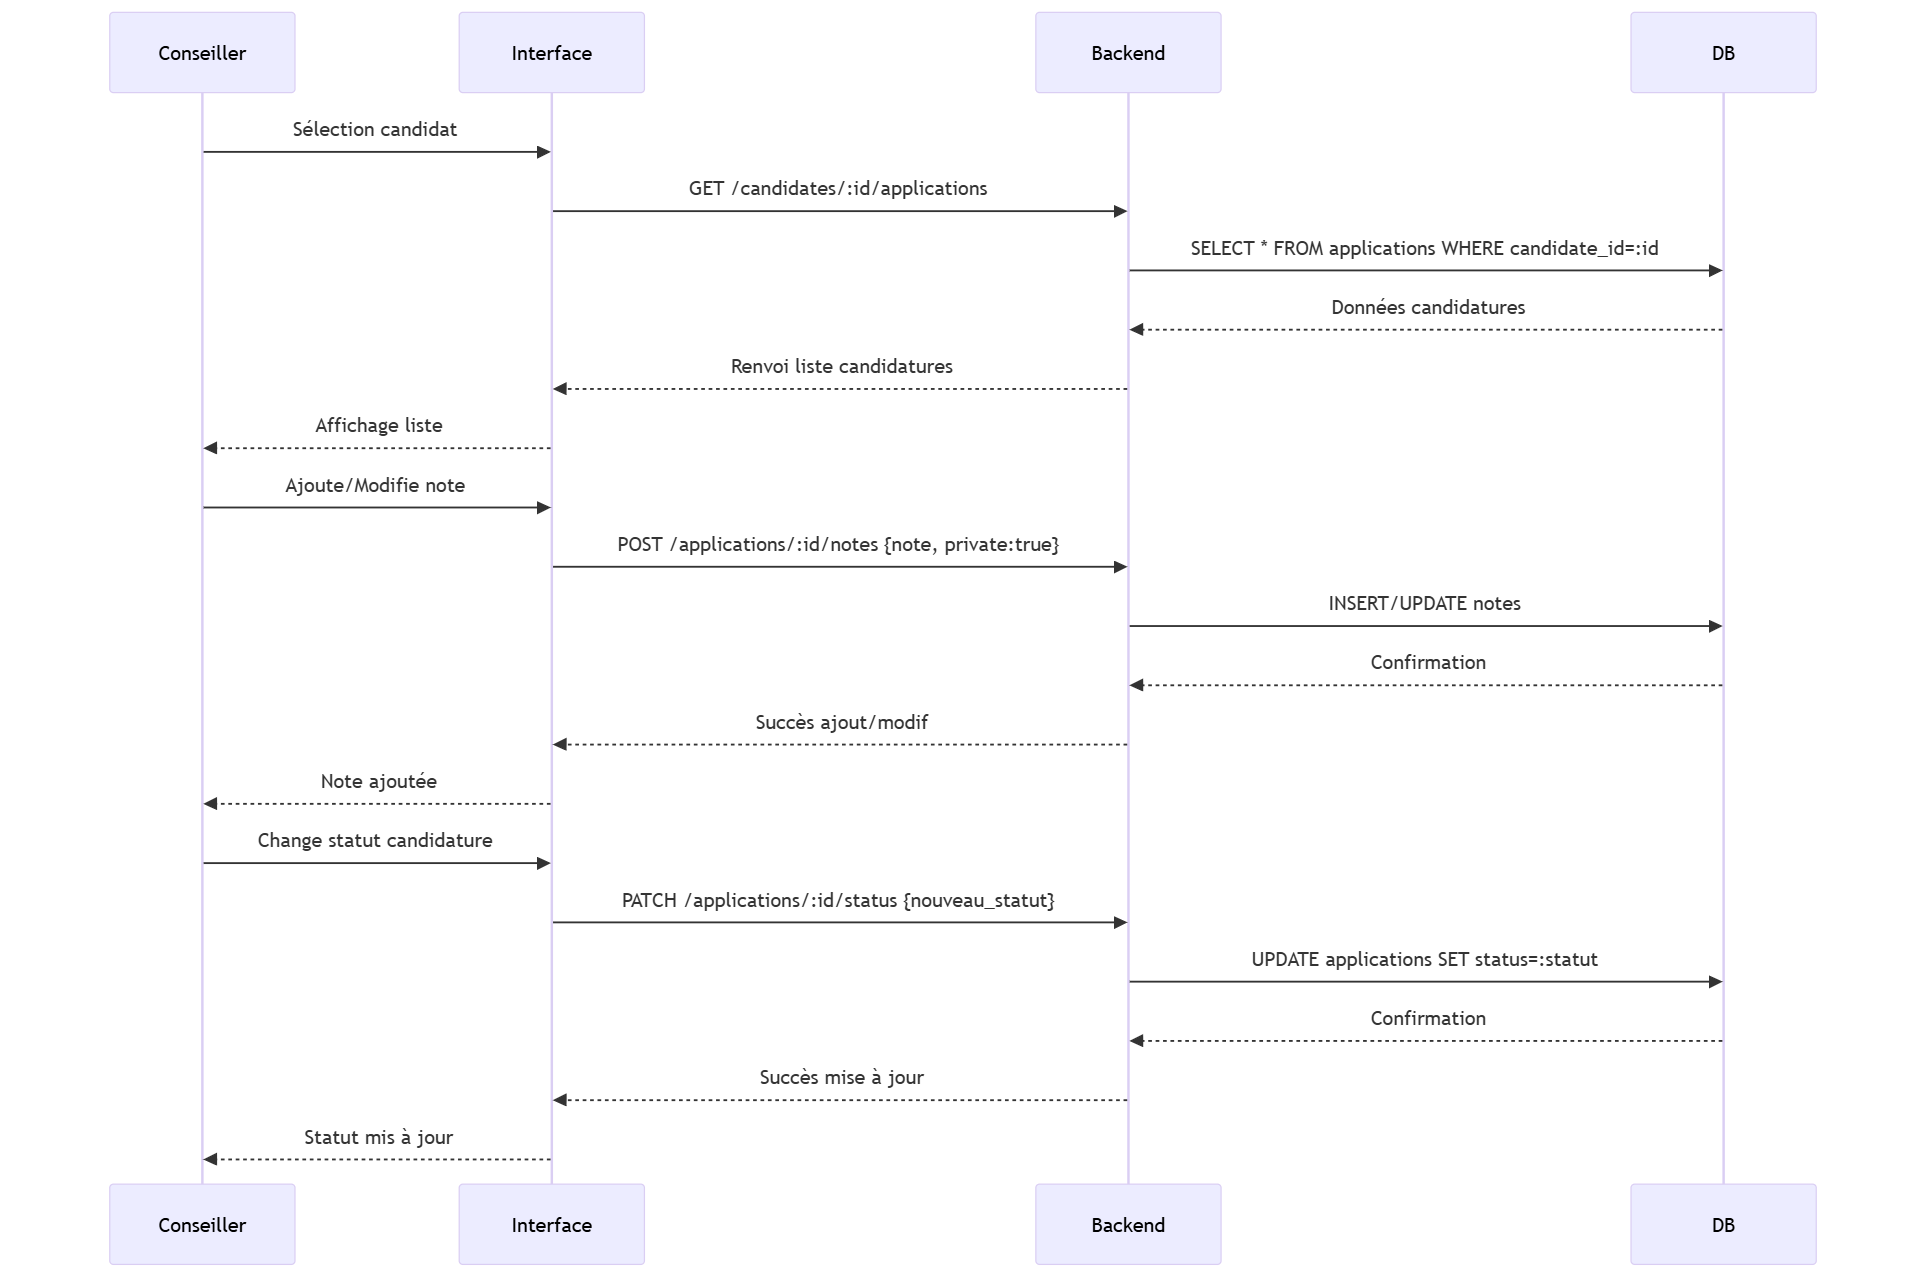 Conseiller
Interface
Backend
DB
Sélection candidat
GET /candidates/:id/applications
SELECT * FROM applications WHERE candidate_id=:id
Données candidatures
Renvoi liste candidatures
Affichage liste
Ajoute/Modifie note
POST /applications/:id/notes {note, private:true}
INSERT/UPDATE notes
Confirmation
Succès ajout/modif
Note ajoutée
Change statut candidature
PATCH /applications/:id/status {nouveau_statut}
UPDATE applications SET status=:statut
Confirmation
Succès mise à jour
Statut mis à jour
Conseiller
Interface
Backend
DB